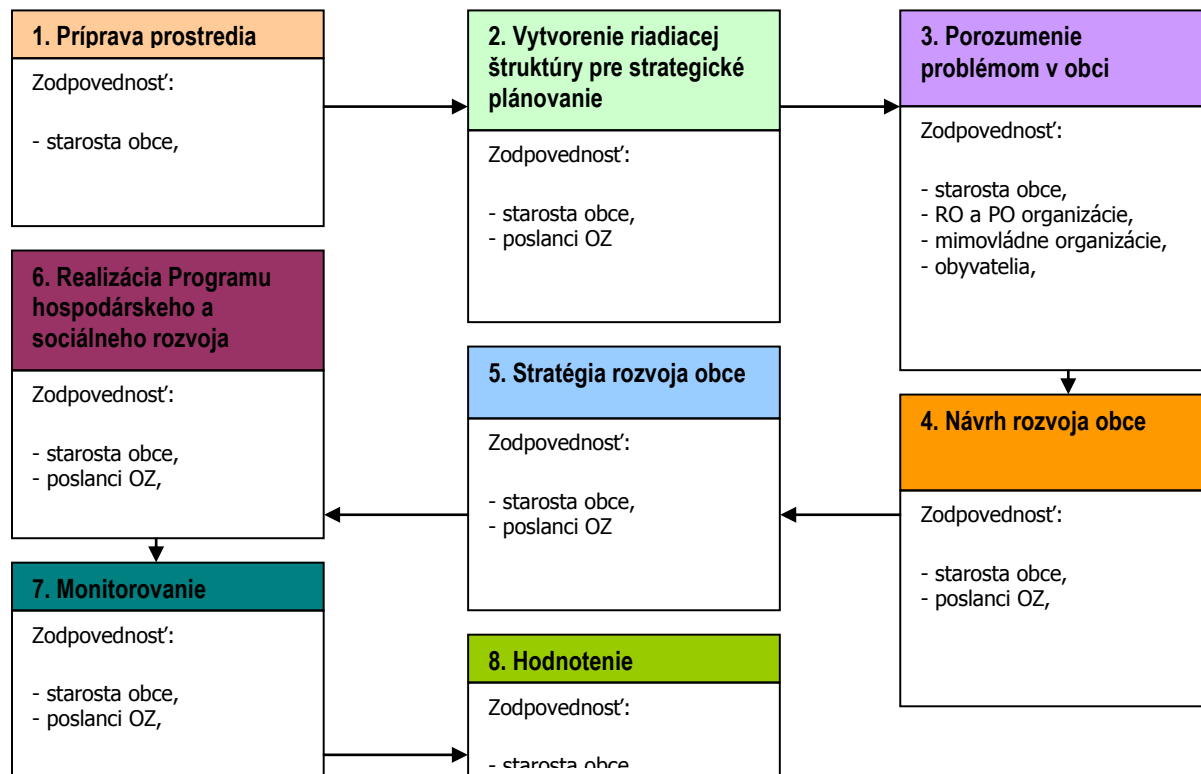 1. Príprava prostredia
Zodpovednosť:
- starosta obce,
2. Vytvorenie riadiacej
štruktúry pre strategické
plánovanie
Zodpovednosť:
- starosta obce,
- poslanci OZ
3. Porozumenie
problémom v obci
Zodpovednosť:
- starosta obce,
- RO a PO organizácie,
- mimovládne organizácie,
- obyvatelia,
4. Návrh rozvoja obce
Zodpovednosť:
- starosta obce,
- poslanci OZ,
5. Stratégia rozvoja obce
Zodpovednosť:
- starosta obce,
- poslanci OZ
6. Realizácia Programu
hospodárskeho a
sociálneho rozvoja
Zodpovednosť:
- starosta obce,
- poslanci OZ,
7. Monitorovanie
Zodpovednosť:
- starosta obce,
- poslanci OZ,
8. Hodnotenie
Zodpovednosť:
- starosta obce